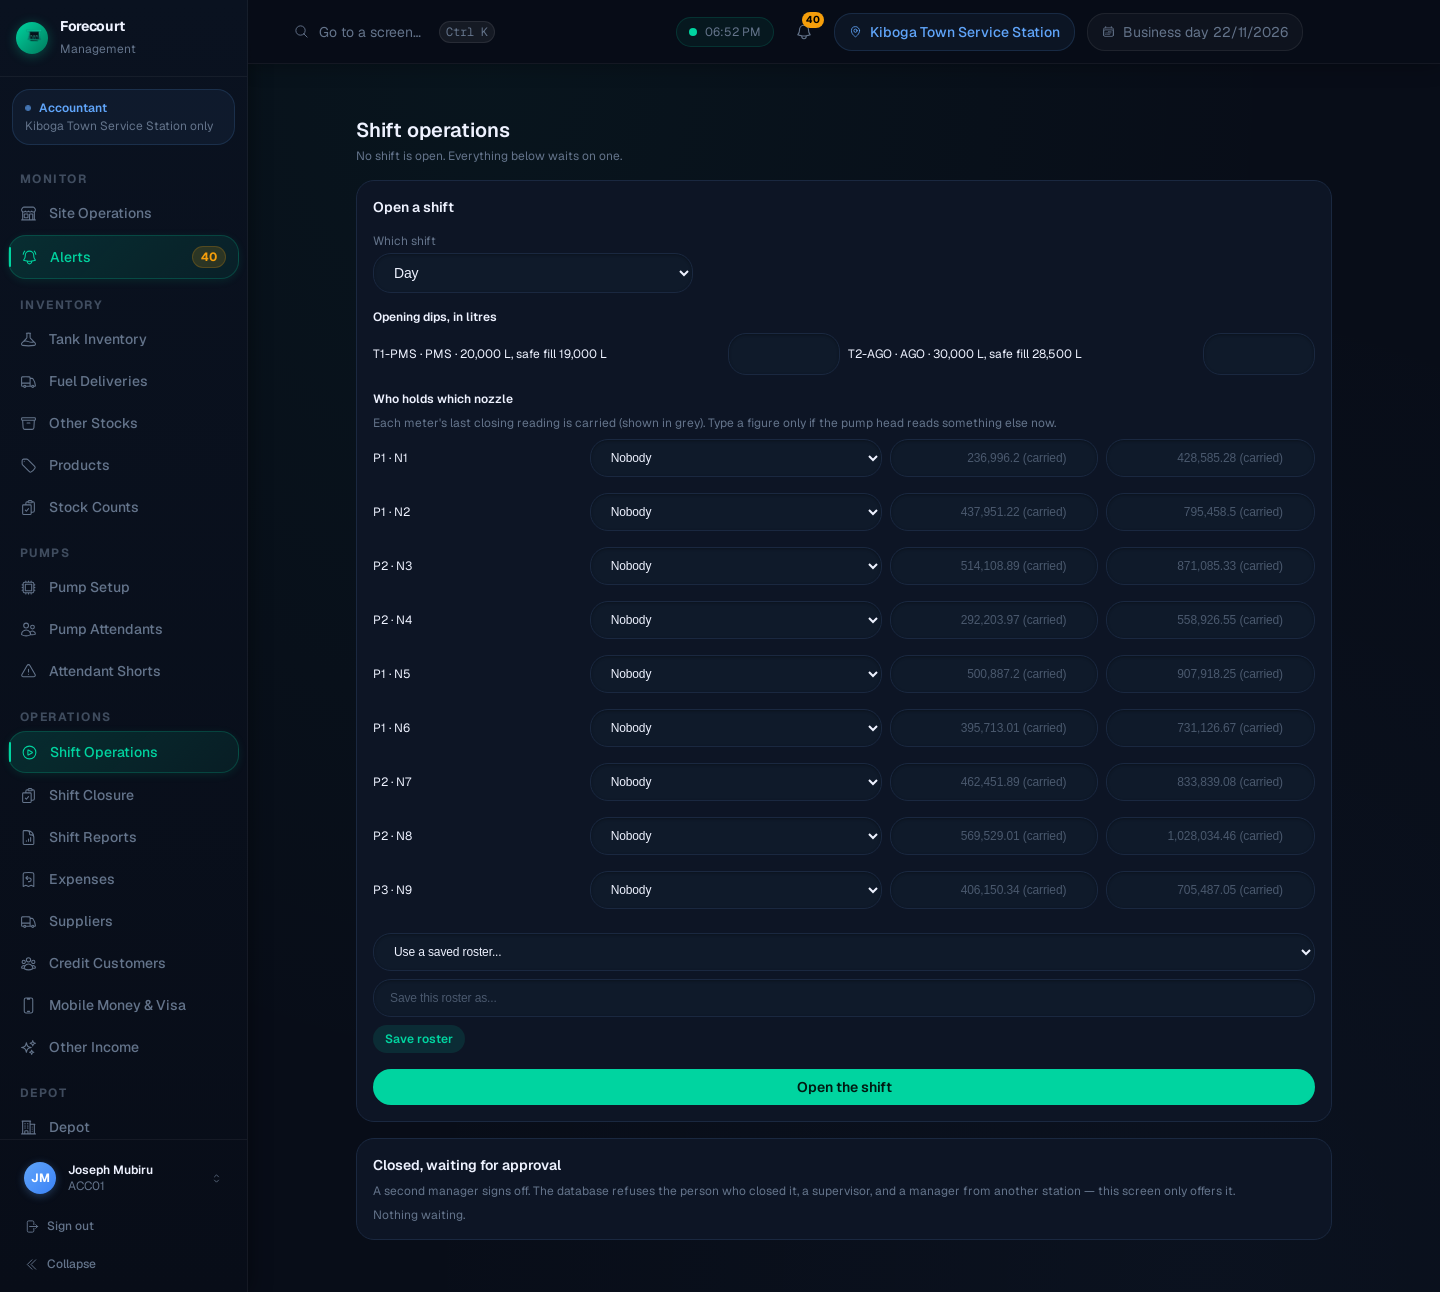 Forecourt
Management
Accountant
Kiboga Town Service Station only
MONITOR
Site Operations
Alerts 40
INVENTORY
Tank Inventory
Fuel Deliveries
Other Stocks
Products
Stock Counts
PUMPS
Pump Setup
Pump Attendants
Attendant Shorts
OPERATIONS
Shift Operations
Shift Closure
Shift Reports
Expenses
Suppliers
Credit Customers
Mobile Money & Visa
Other Income
DEPOT
Depot
JM
Joseph Mubiru
ACC01
Sign out
Collapse
Go to a screen... Ctrl K 06:52 PM 40 Kiboga Town Service Station Business day 22/11/2026
Shift operations
No shift is open. Everything below waits on one.
Open a shift
Which shift
Day
Opening dips, in litres
T1-PMS · PMS · 20,000 L, safe fill 19,000 L T2-AGO · AGO · 30,000 L, safe fill 28,500 L
Who holds which nozzle
Each meter's last closing reading is carried (shown in grey). Type a figure only if the pump head reads something else now.
P1 · N1 Nobody 236,996.2 (carried) 428,585.28 (carried)
P1 · N2 Nobody 437,951.22 (carried) 795,458.5 (carried)
P2 · N3 Nobody 514,108.89 (carried) 871,085.33 (carried)
P2 · N4 Nobody 292,203.97 (carried) 558,926.55 (carried)
P1 · N5 Nobody 500,887.2 (carried) 907,918.25 (carried)
P1 · N6 Nobody 395,713.01 (carried) 731,126.67 (carried)
P2 · N7 Nobody 462,451.89 (carried) 833,839.08 (carried)
P2 · N8 Nobody 569,529.01 (carried) 1,028,034.46 (carried)
P3 · N9 Nobody 406,150.34 (carried) 705,487.05 (carried)
Use a saved roster...
Save this roster as...
Save roster
Open the shift
Closed, waiting for approval
A second manager signs off. The database refuses the person who closed it, a supervisor, and a manager from another station — this screen only offers it.
Nothing waiting.